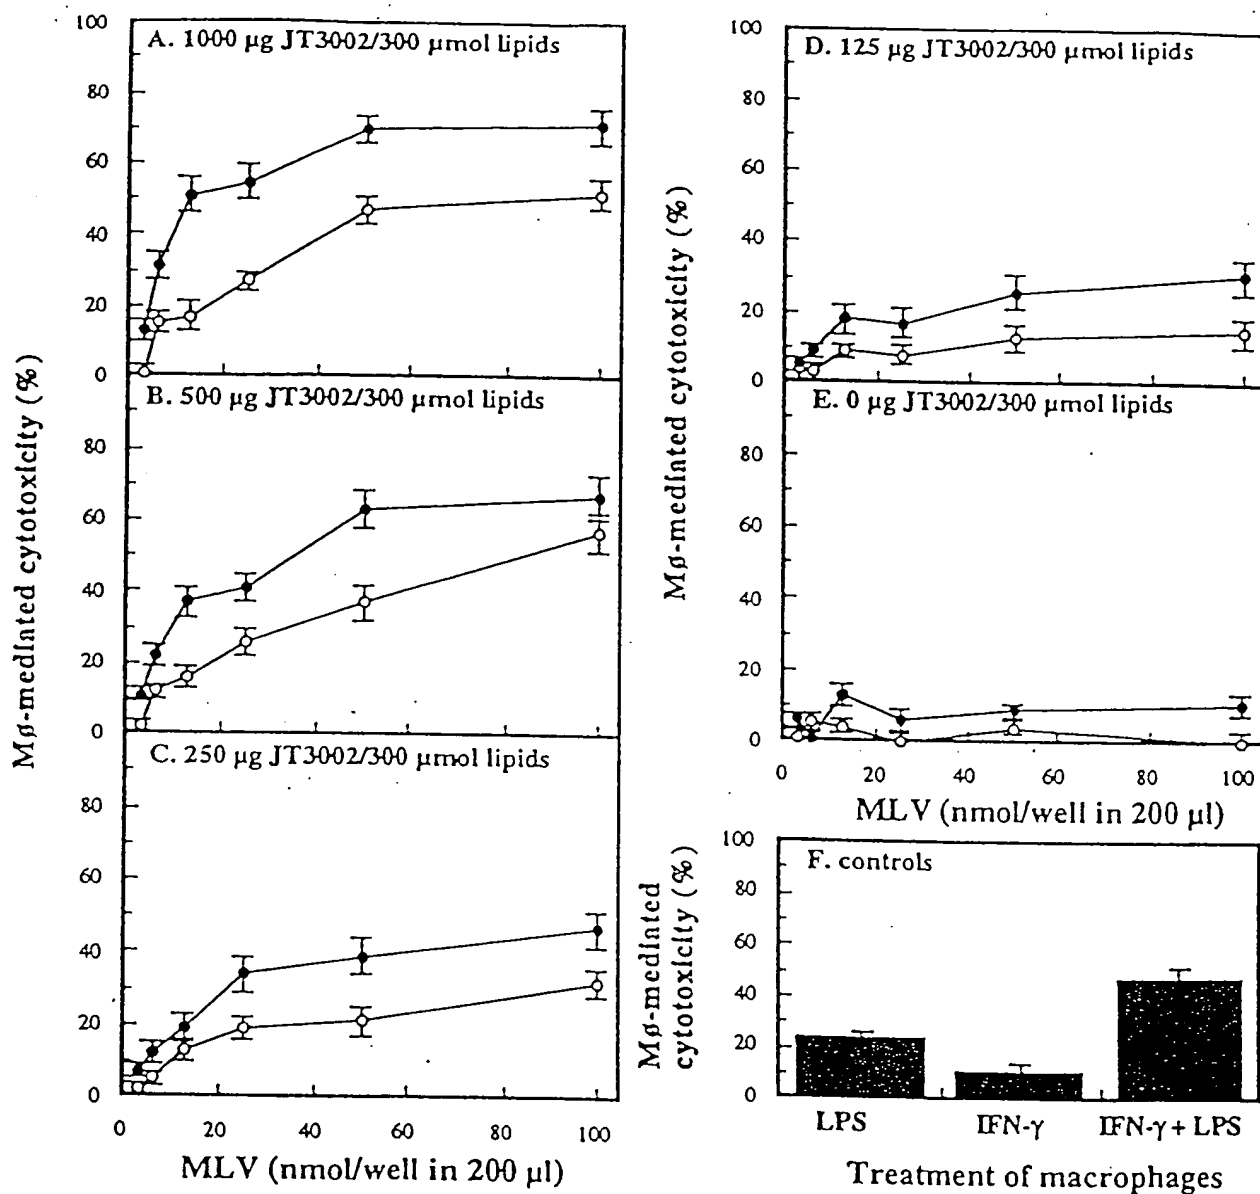 Mø-mediated cytotoxicity (%)
100
80
60
40
20
0
A. 1000 µg JT3002/300 µmol lipids
80
60
40
20
0
B. 500 µg JT3002/300 µmol lipids
80
60
40
20
0
C. 250 µg JT3002/300 µmol lipids
0 20 40 60 80 100
MLV (nmol/well in 200 µl)
Mø-mediated cytotoxicity (%)
100
80
60
40
20
0
D. 125 µg JT3002/300 µmol lipids
80
60
40
20
0
E. 0 µg JT3002/300 µmol lipids
0 20 40 60 80 100
MLV (nmol/well in 200 µl)
Mø-mediated
cytotoxicity (%)
100
80
60
40
20
0
F. controls
LPS IFN-γ IFN-γ + LPS
Treatment of macrophages